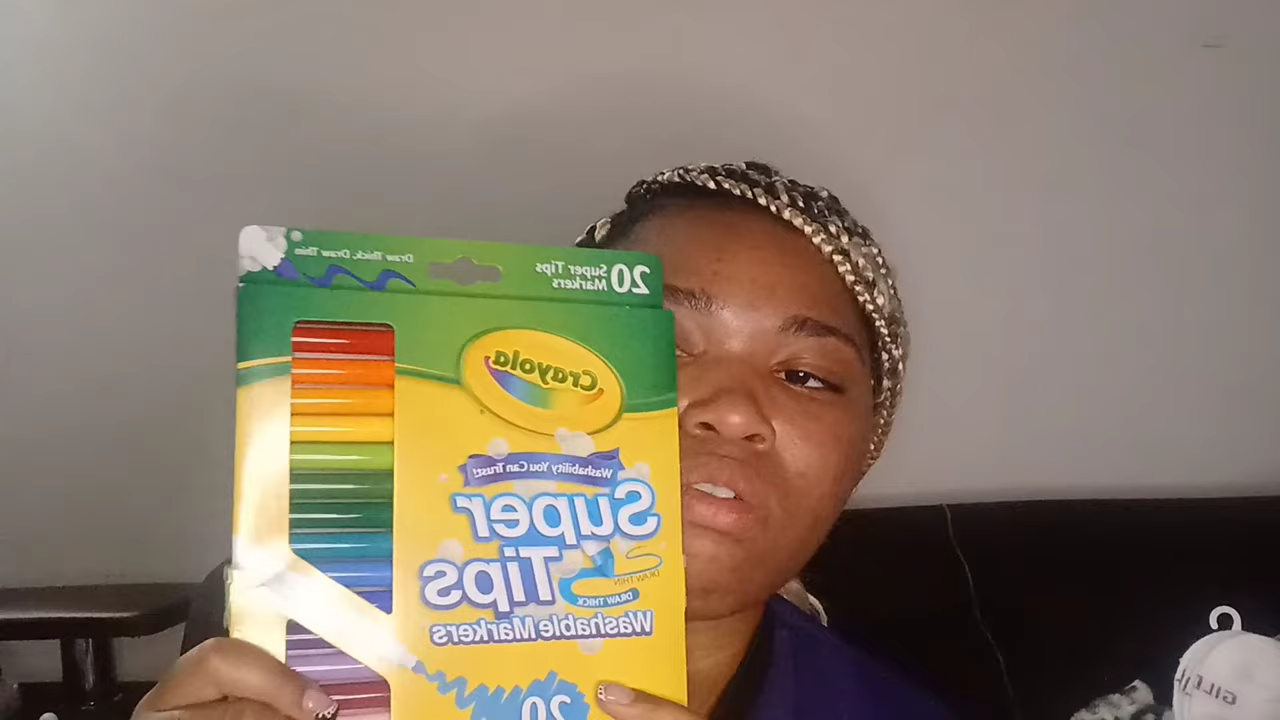 Draw Thick, Draw Thin
20 Super Tips
Markers
Crayola
Washability You Can Trust!
Super
Tips
DRAW THIN
DRAW THICK
Washable Markers
20